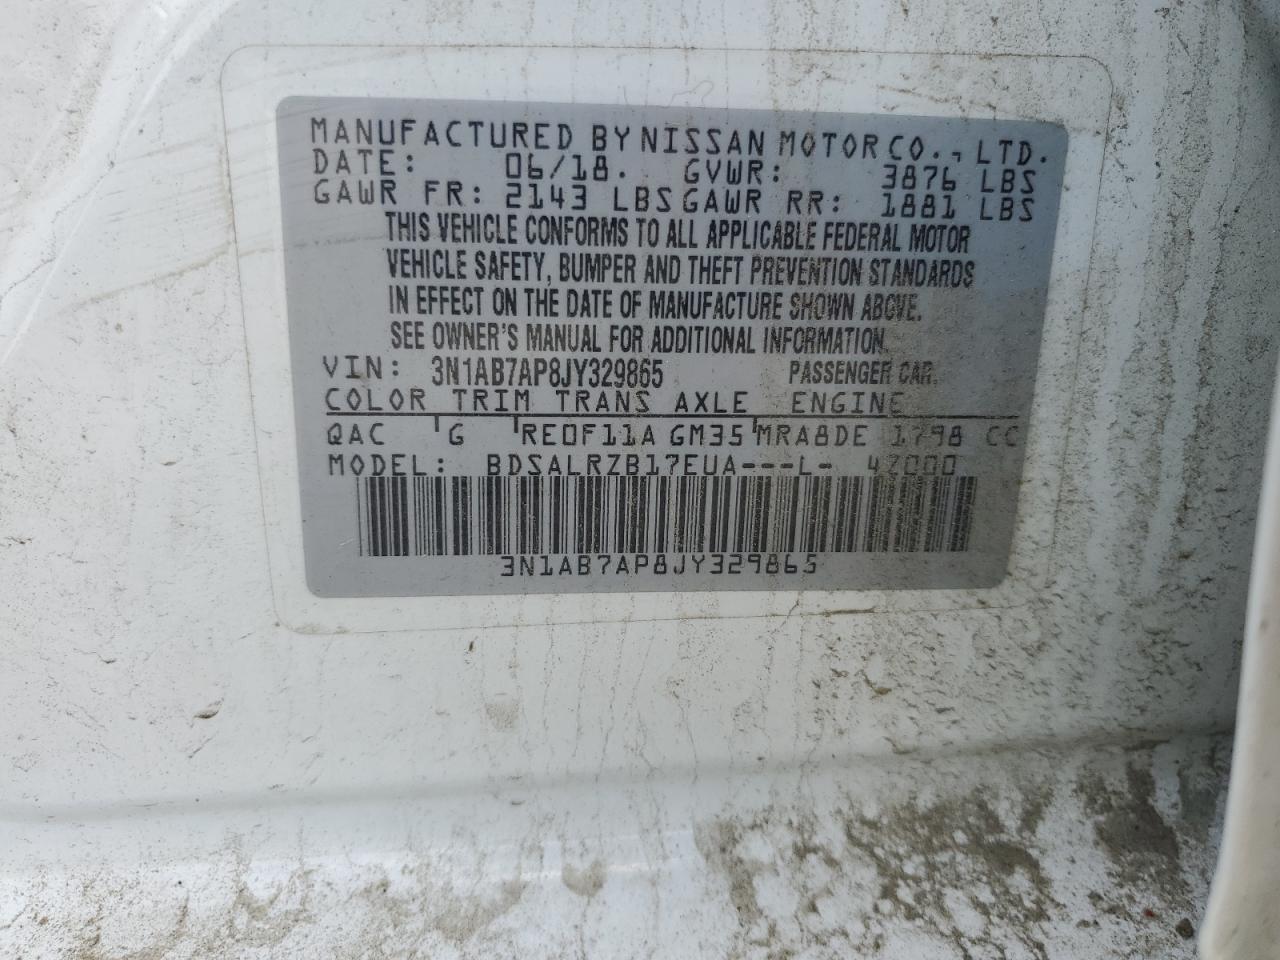 MANUFACTURED BY NISSAN MOTOR CO., LTD.
DATE: 06/18. GVWR: 3876 LBS
GAWR FR: 2143 LBS GAWR RR: 1881 LBS
THIS VEHICLE CONFORMS TO ALL APPLICABLE FEDERAL MOTOR
VEHICLE SAFETY, BUMPER AND THEFT PREVENTION STANDARDS
IN EFFECT ON THE DATE OF MANUFACTURE SHOWN ABOVE.
SEE OWNER'S MANUAL FOR ADDITIONAL INFORMATION.
VIN: 3N1AB7AP8JY329865 PASSENGER CAR.
COLOR TRIM TRANS AXLE ENGINE
QAC G RE0F11A GM35 MRA8DE 1798 CC
MODEL: BDSALRZB17EUA---L- 42000
3N1AB7AP8JY329865